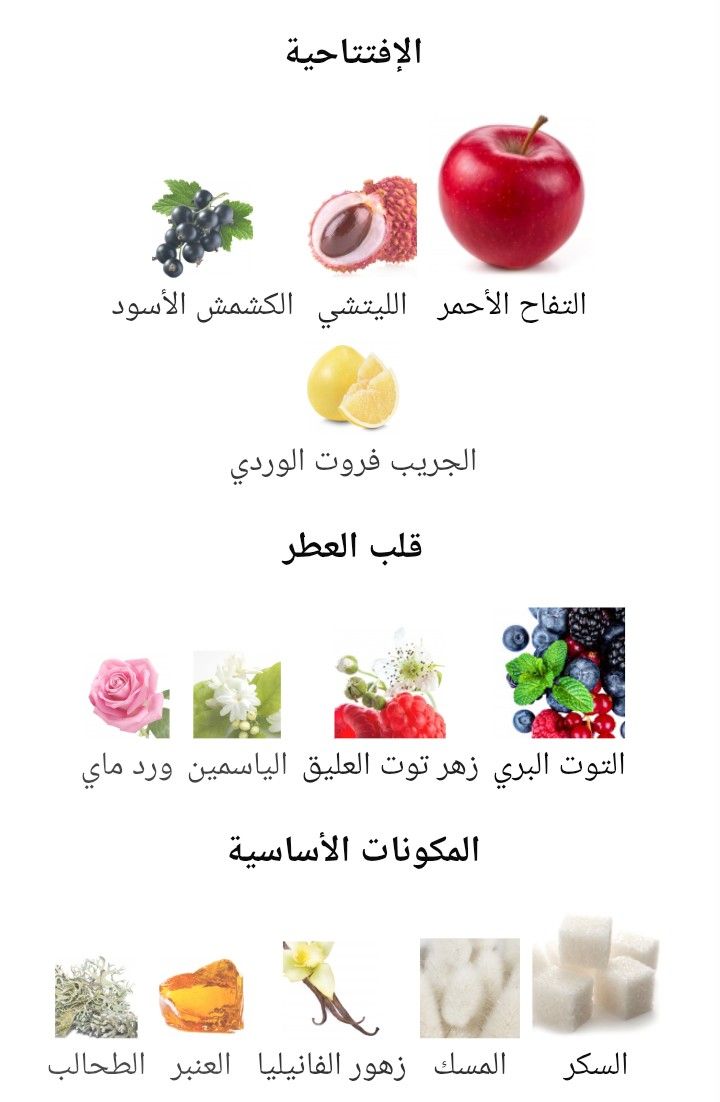 الإفتتاحية
التفاح الأحمر الليتشي الكشمش الأسود
الجريب فروت الوردي
قلب العطر
التوت البري زهر توت العليق الياسمين ورد ماي
المكونات الأساسية
السكر المسك زهور الفانيليا العنبر الطحالب